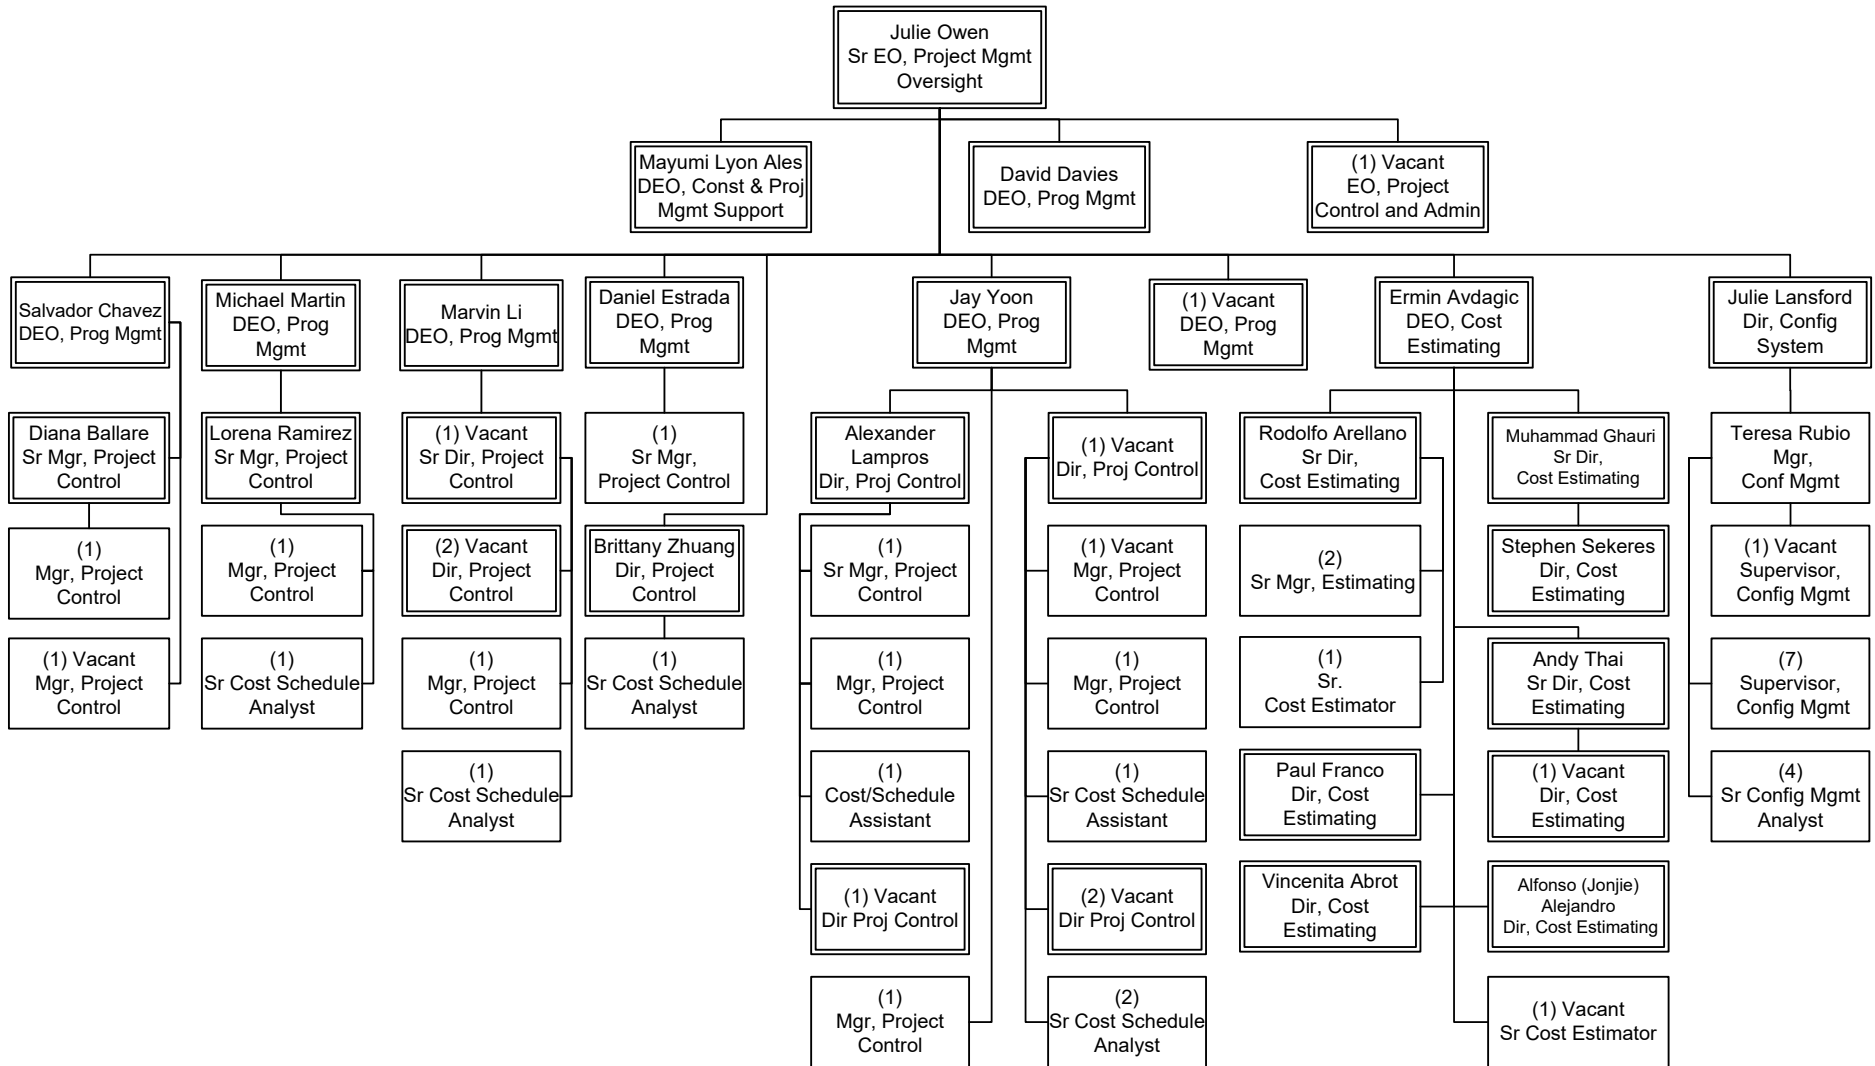 Julie Owen
Sr EO, Project Mgmt
Oversight
Mayumi Lyon Ales
DEO, Const & Proj
Mgmt Support
David Davies
DEO, Prog Mgmt
(1) Vacant
EO, Project
Control and Admin
Salvador Chavez
DEO, Prog Mgmt
Michael Martin
DEO, Prog
Mgmt
Marvin Li
DEO, Prog Mgmt
Daniel Estrada
DEO, Prog
Mgmt
Jay Yoon
DEO, Prog
Mgmt
(1) Vacant
DEO, Prog
Mgmt
Ermin Avdagic
DEO, Cost
Estimating
Julie Lansford
Dir, Config
System
Diana Ballare
Sr Mgr, Project
Control
Lorena Ramirez
Sr Mgr, Project
Control
(1) Vacant
Sr Dir, Project
Control
(1)
Sr Mgr,
Project Control
Alexander
Lampros
Dir, Proj Control
(1) Vacant
Dir, Proj Control
Rodolfo Arellano
Sr Dir,
Cost Estimating
Muhammad Ghauri
Sr Dir,
Cost Estimating
Teresa Rubio
Mgr,
Conf Mgmt
(1)
Mgr, Project
Control
(1)
Mgr, Project
Control
(2) Vacant
Dir, Project
Control
Brittany Zhuang
Dir, Project
Control
(1)
Sr Mgr, Project
Control
(1) Vacant
Mgr, Project
Control
(2)
Sr Mgr, Estimating
Stephen Sekeres
Dir, Cost
Estimating
(1) Vacant
Supervisor,
Config Mgmt
(1) Vacant
Mgr, Project
Control
(1)
Sr Cost Schedule
Analyst
(1)
Mgr, Project
Control
(1)
Sr Cost Schedule
Analyst
(1)
Mgr, Project
Control
(1)
Mgr, Project
Control
(1)
Sr.
Cost Estimator
Andy Thai
Sr Dir, Cost
Estimating
(7)
Supervisor,
Config Mgmt
(1)
Sr Cost Schedule
Analyst
(1)
Cost/Schedule
Assistant
(1)
Sr Cost Schedule
Assistant
Paul Franco
Dir, Cost
Estimating
(1) Vacant
Dir, Cost
Estimating
(4)
Sr Config Mgmt
Analyst
(1) Vacant
Dir Proj Control
(2) Vacant
Dir Proj Control
Vincenita Abrot
Dir, Cost
Estimating
Alfonso (Jonjie)
Alejandro
Dir, Cost Estimating
(1)
Mgr, Project
Control
(2)
Sr Cost Schedule
Analyst
(1) Vacant
Sr Cost Estimator